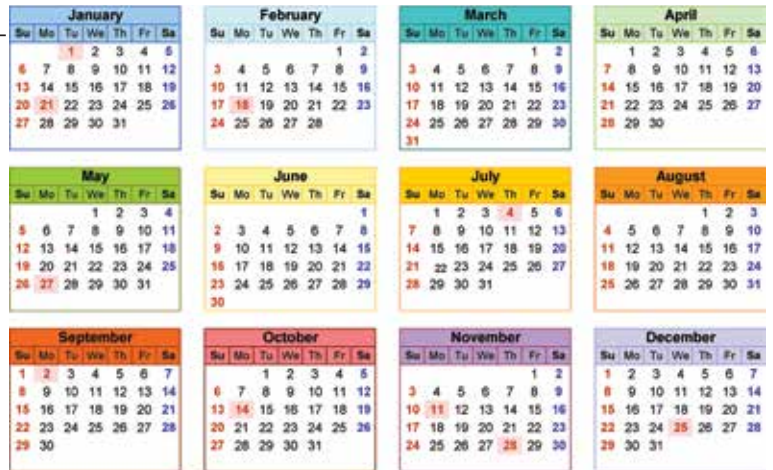 January February March April
Su Mo Tu We Th Fr Sa Su Mo Tu We Th Fr Sa Su Mo Tu We Th Fr Sa Su Mo Tu We Th Fr Sa
1 2 3 4 5 1 2 1 2 1 2 3 4 5 6
6 7 8 9 10 11 12 3 4 5 6 7 8 9 3 4 5 6 7 8 9 7 8 9 10 11 12 13
13 14 15 16 17 18 19 10 11 12 13 14 15 16 10 11 12 13 14 15 16 14 15 16 17 18 19 20
20 21 22 23 24 25 26 17 18 19 20 21 22 23 17 18 19 20 21 22 23 21 22 23 24 25 26 27
27 28 29 30 31 24 25 26 27 28 24 25 26 27 28 29 30 28 29 30
31
May June July August
Su Mo Tu We Th Fr Sa Su Mo Tu We Th Fr Sa Su Mo Tu We Th Fr Sa Su Mo Tu We Th Fr Sa
1 2 3 4 1 1 2 3 4 5 6 1 2 3
5 6 7 8 9 10 11 2 3 4 5 6 7 8 7 8 9 10 11 12 13 4 5 6 7 8 9 10
12 13 14 15 16 17 18 9 10 11 12 13 14 15 14 15 16 17 18 19 20 11 12 13 14 15 16 17
19 20 21 22 23 24 25 16 17 18 19 20 21 22 21 22 23 24 25 26 27 18 19 20 21 22 23 24
26 27 28 29 30 31 23 24 25 26 27 28 29 28 29 30 31 25 26 27 28 29 30 31
30
September October November December
Su Mo Tu We Th Fr Sa Su Mo Tu We Th Fr Sa Su Mo Tu We Th Fr Sa Su Mo Tu We Th Fr Sa
1 2 3 4 5 6 7 1 2 3 4 5 1 2 1 2 3 4 5 6 7
8 9 10 11 12 13 14 6 7 8 9 10 11 12 3 4 5 6 7 8 9 8 9 10 11 12 13 14
15 16 17 18 19 20 21 13 14 15 16 17 18 19 10 11 12 13 14 15 16 15 16 17 18 19 20 21
22 23 24 25 26 27 28 20 21 22 23 24 25 26 17 18 19 20 21 22 23 22 23 24 25 26 27 28
29 30 27 28 29 30 31 24 25 26 27 28 29 30 29 30 31